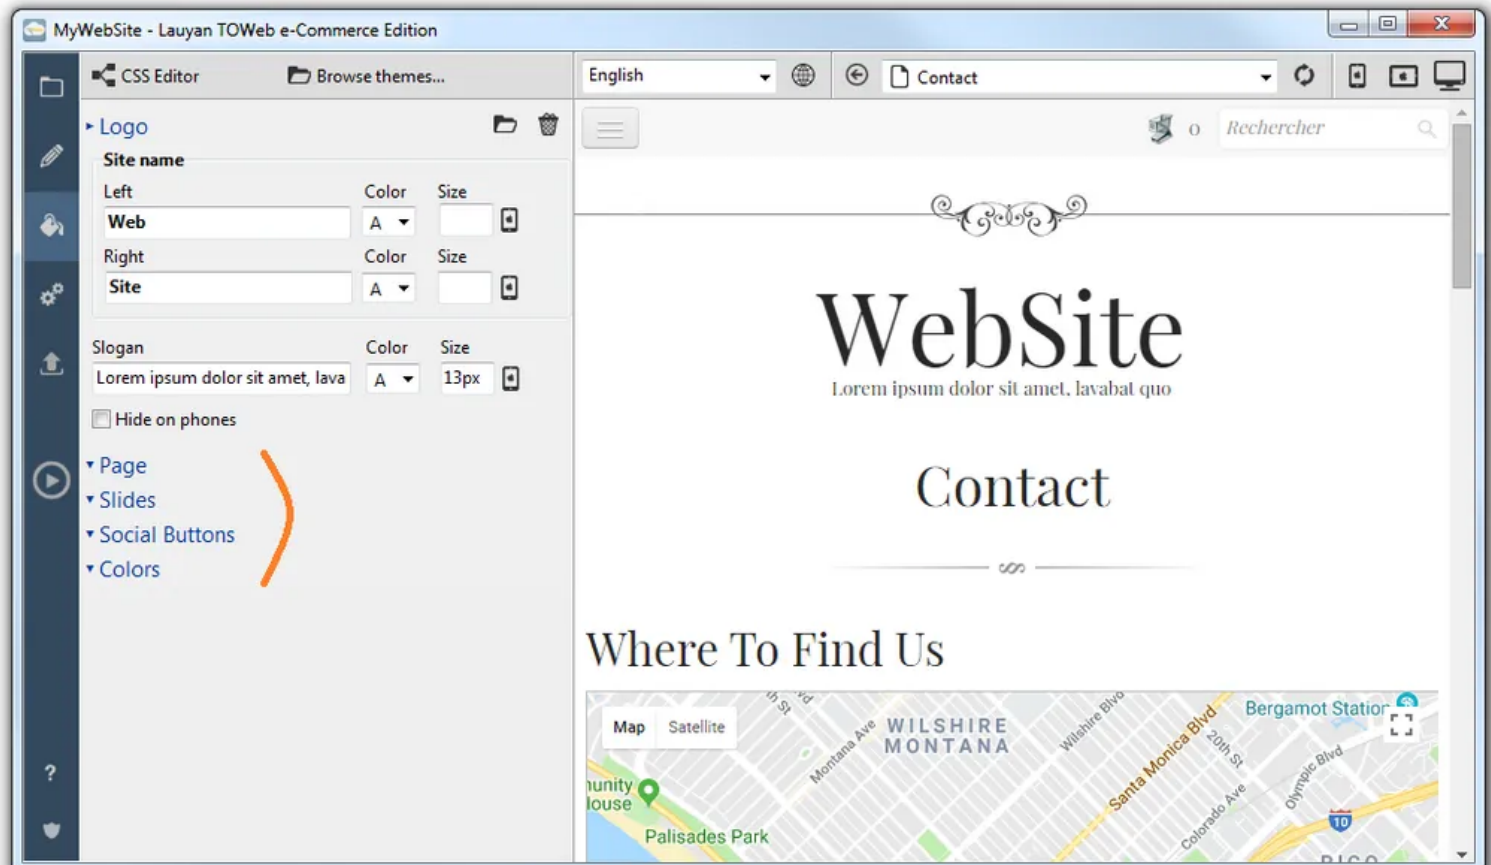 MyWebSite - Lauyan TOWeb e-Commerce Edition
CSS Editor
Browse themes...
English
Contact
Logo
0
Rechercher
Site name
Left
Color
Size
Web
A
Right
Color
Size
Site
A
Slogan
Color
Size
Lorem ipsum dolor sit amet, lava
A
13px
Hide on phones
Page
Slides
Social Buttons
Colors
?
WebSite
Lorem ipsum dolor sit amet, lavabat quo
Contact
Where To Find Us
Map
Satellite
WILSHIRE
MONTANA
Montana Ave
Wilshire Blvd
Santa Monica Blvd
Bergamot Station
20th St
Olympic Blvd
Colorado Ave
10
Palisades Park